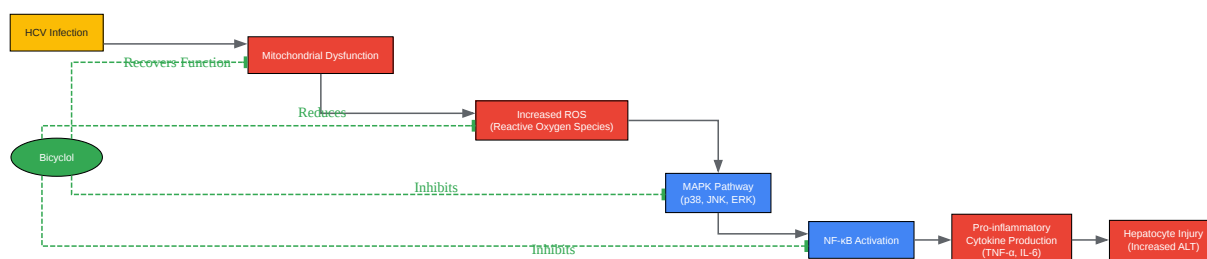 HCV Infection
Mitochondrial Dysfunction
Recovers Function
Reduces
Increased ROS
(Reactive Oxygen Species)
Bicyclol
Inhibits
MAPK Pathway
(p38, JNK, ERK)
Inhibits
NF-κB Activation
Pro-inflammatory
Cytokine Production
(TNF-α, IL-6)
Hepatocyte Injury
(Increased ALT)